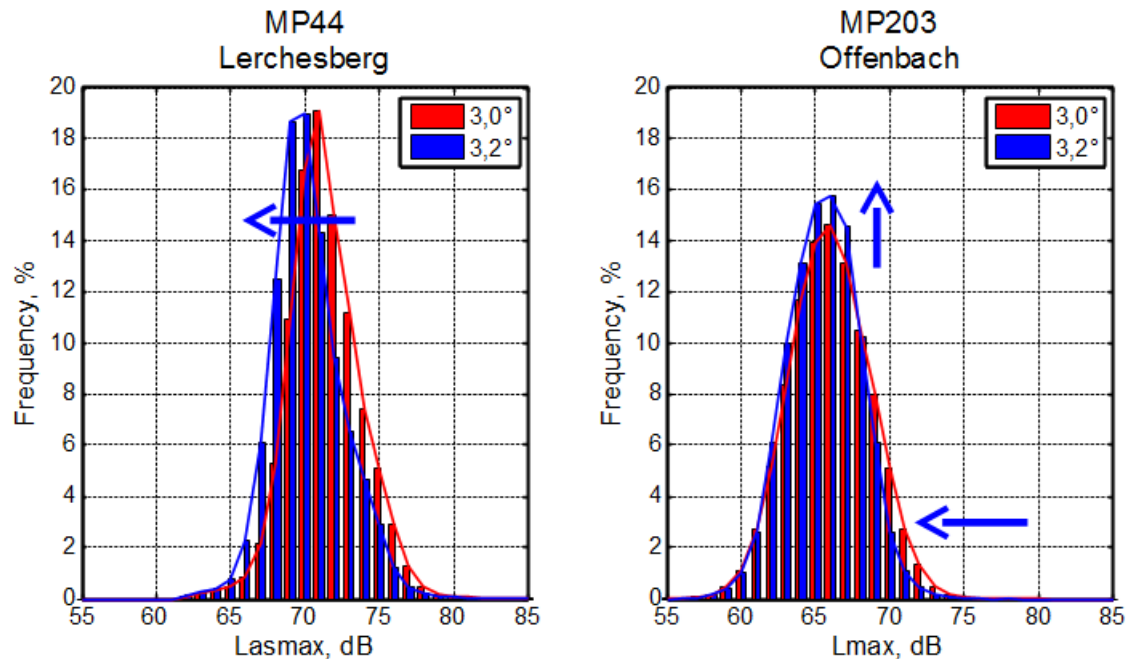 MP44
Lerchesberg
20
18
16
14
12
10
8
6
4
2
0
Frequency, %
3,0°
3,2°
55 60 65 70 75 80 85
Lasmax, dB
MP203
Offenbach
20
18
16
14
12
10
8
6
4
2
0
Frequency, %
3,0°
3,2°
55 60 65 70 75 80 85
Lmax, dB